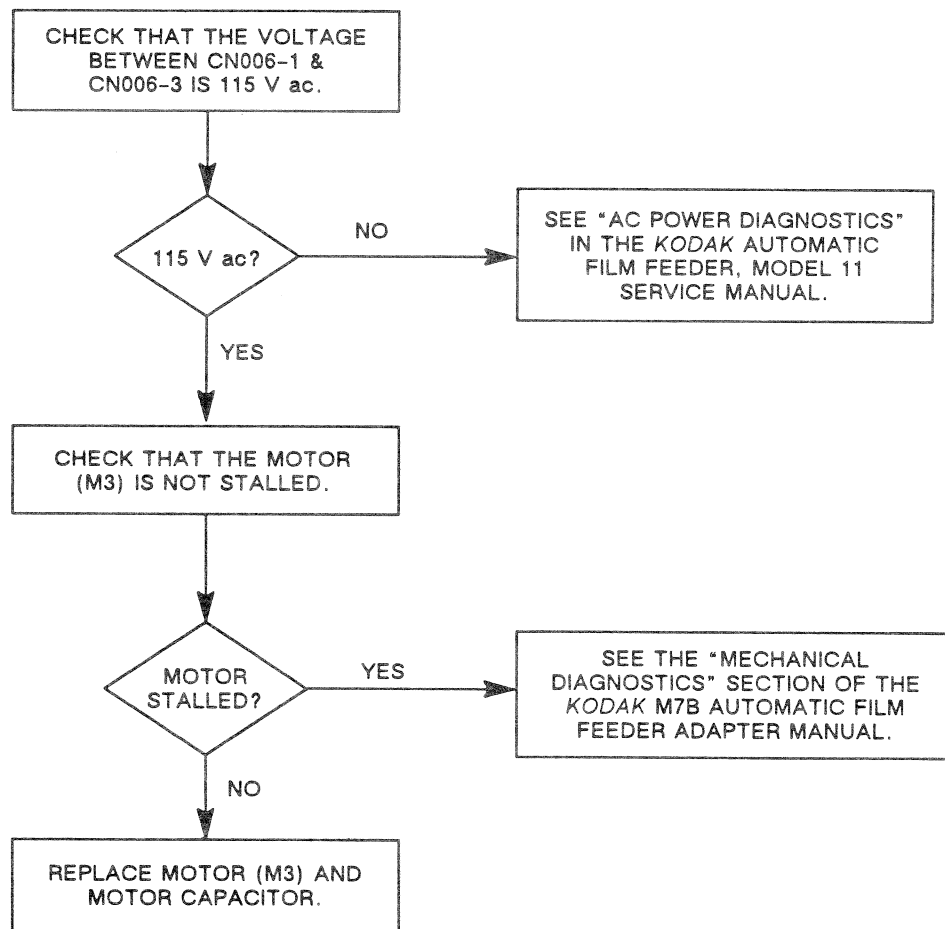 CHECK THAT THE VOLTAGE
BETWEEN CN006-1 &
CN006-3 IS 115 V ac.
115 V ac?
NO
SEE "AC POWER DIAGNOSTICS"
IN THE KODAK AUTOMATIC
FILM FEEDER, MODEL 11
SERVICE MANUAL.
YES
CHECK THAT THE MOTOR
(M3) IS NOT STALLED.
MOTOR
STALLED?
YES
SEE THE "MECHANICAL
DIAGNOSTICS" SECTION OF THE
KODAK M7B AUTOMATIC FILM
FEEDER ADAPTER MANUAL.
NO
REPLACE MOTOR (M3) AND
MOTOR CAPACITOR.